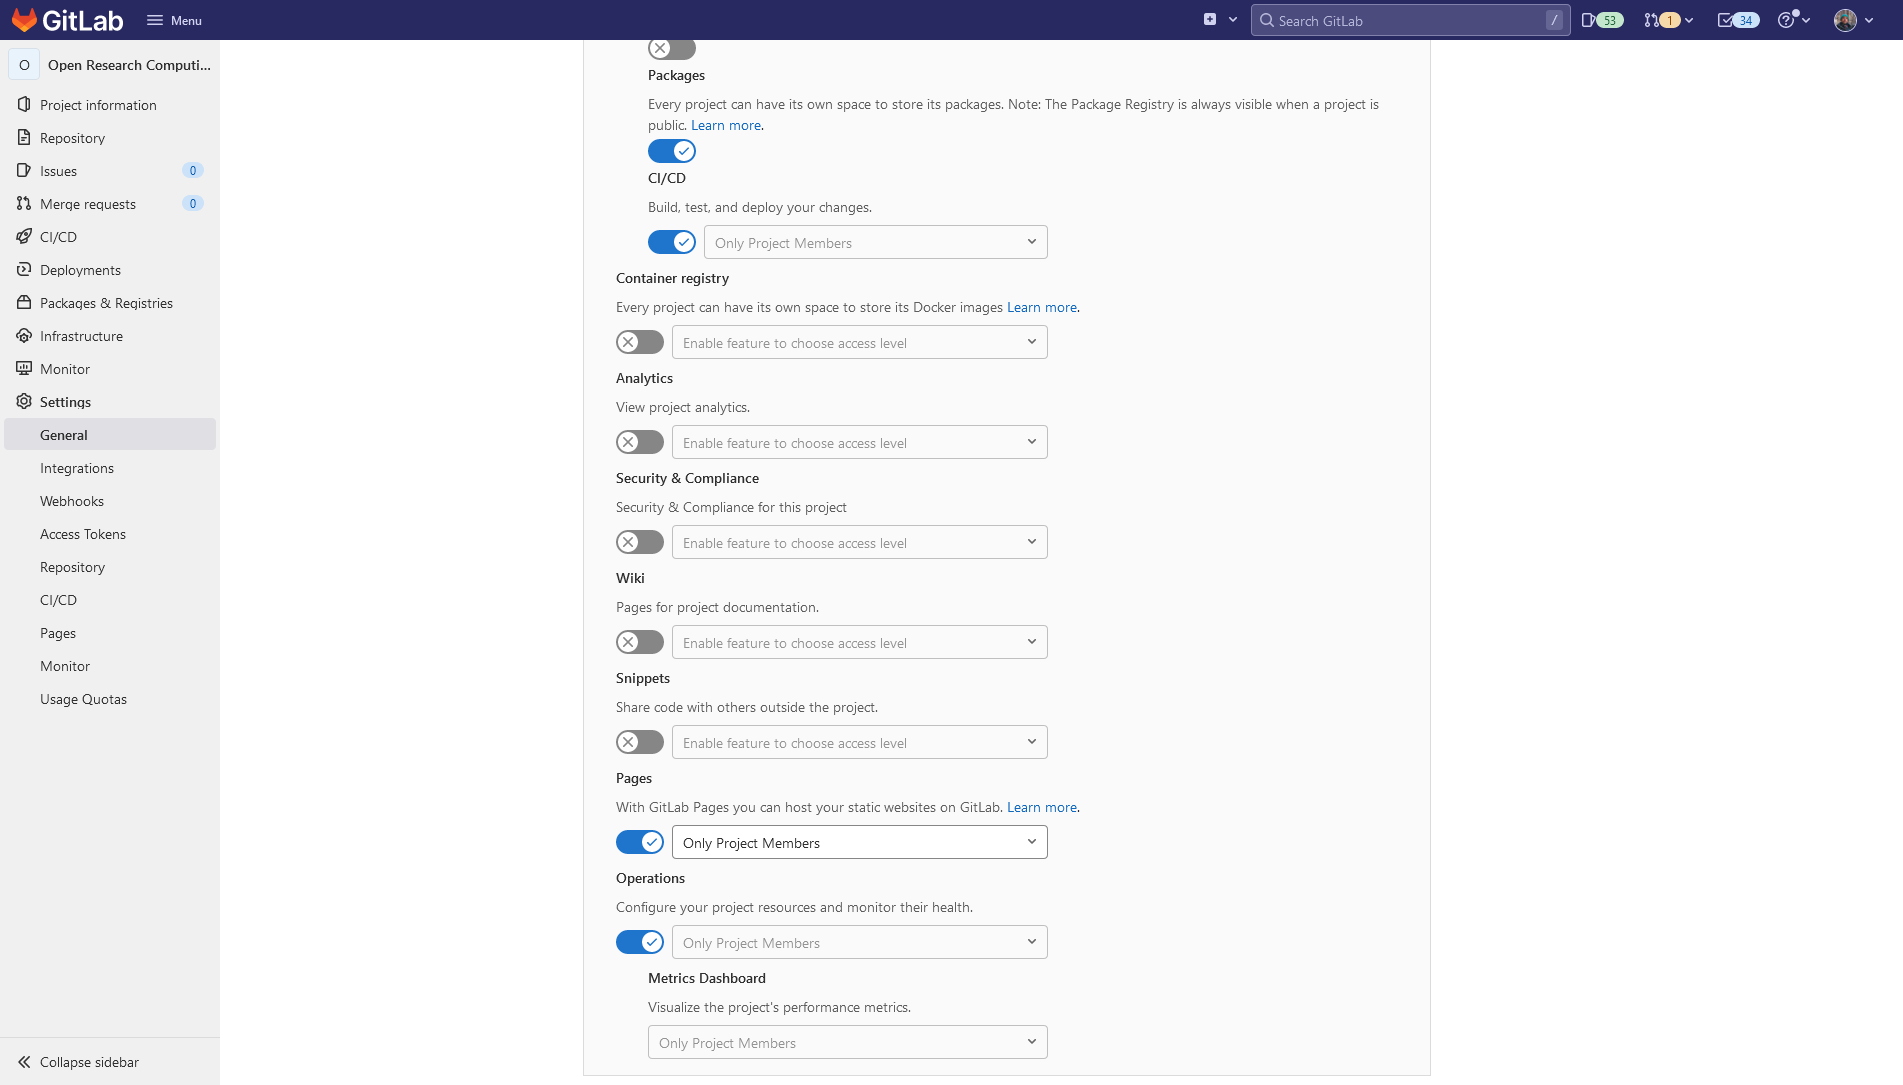 GitLab
Menu
Search GitLab
/
53
1
34
O
Open Research Computi...
Project information
Repository
Issues
0
Merge requests
0
CI/CD
Deployments
Packages & Registries
Infrastructure
Monitor
Settings
General
Integrations
Webhooks
Access Tokens
Repository
CI/CD
Pages
Monitor
Usage Quotas
Collapse sidebar
Packages
Every project can have its own space to store its packages. Note: The Package Registry is always visible when a project is
public. Learn more.
CI/CD
Build, test, and deploy your changes.
Only Project Members
Container registry
Every project can have its own space to store its Docker images Learn more.
Enable feature to choose access level
Analytics
View project analytics.
Enable feature to choose access level
Security & Compliance
Security & Compliance for this project
Enable feature to choose access level
Wiki
Pages for project documentation.
Enable feature to choose access level
Snippets
Share code with others outside the project.
Enable feature to choose access level
Pages
With GitLab Pages you can host your static websites on GitLab. Learn more.
Only Project Members
Operations
Configure your project resources and monitor their health.
Only Project Members
Metrics Dashboard
Visualize the project's performance metrics.
Only Project Members